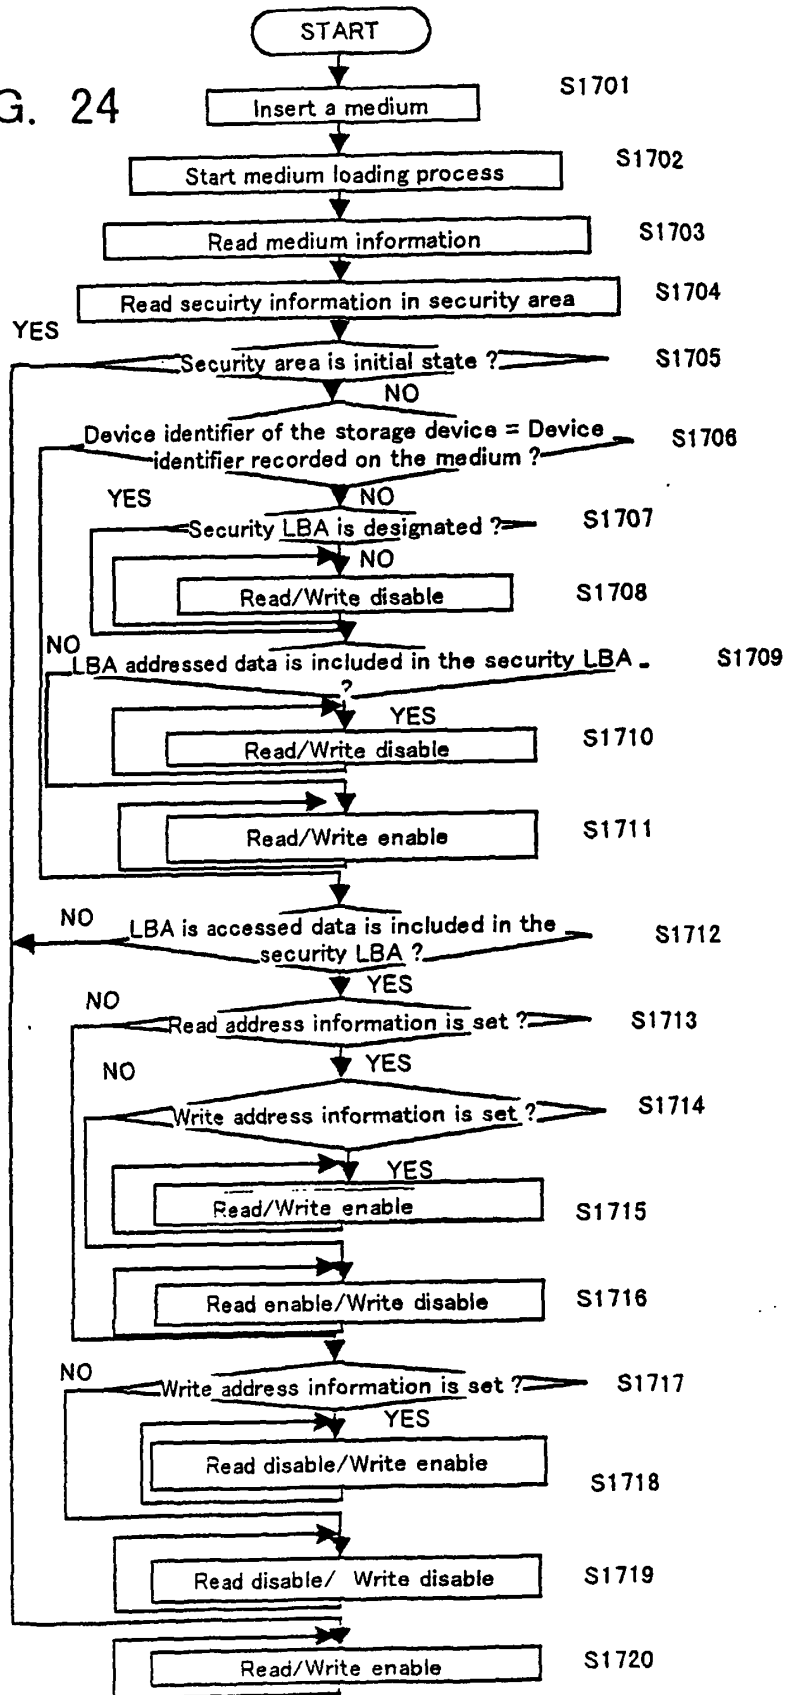 START
G. 24
S1701
Insert a medium
S1702
Start medium loading process
S1703
Read medium information
S1704
Read secuirty information in security area
YES
Security area is initial state ?
S1705
NO
Device identifier of the storage device = Device
identifier recorded on the medium ?
S1706
NO
YES
Security LBA is designated ?
S1707
NO
Read/Write disable
S1708
NO
LBA addressed data is included in the security LBA
?
S1709
YES
Read/Write disable
S1710
Read/Write enable
S1711
NO
LBA is accessed data is included in the
security LBA ?
S1712
YES
NO
Read address information is set ?
S1713
YES
NO
Write address information is set ?
S1714
YES
Read/Write enable
S1715
Read enable/Write disable
S1716
NO
Write address information is set ?
S1717
YES
Read disable/Write enable
S1718
Read disable/ Write disable
S1719
Read/Write enable
S1720